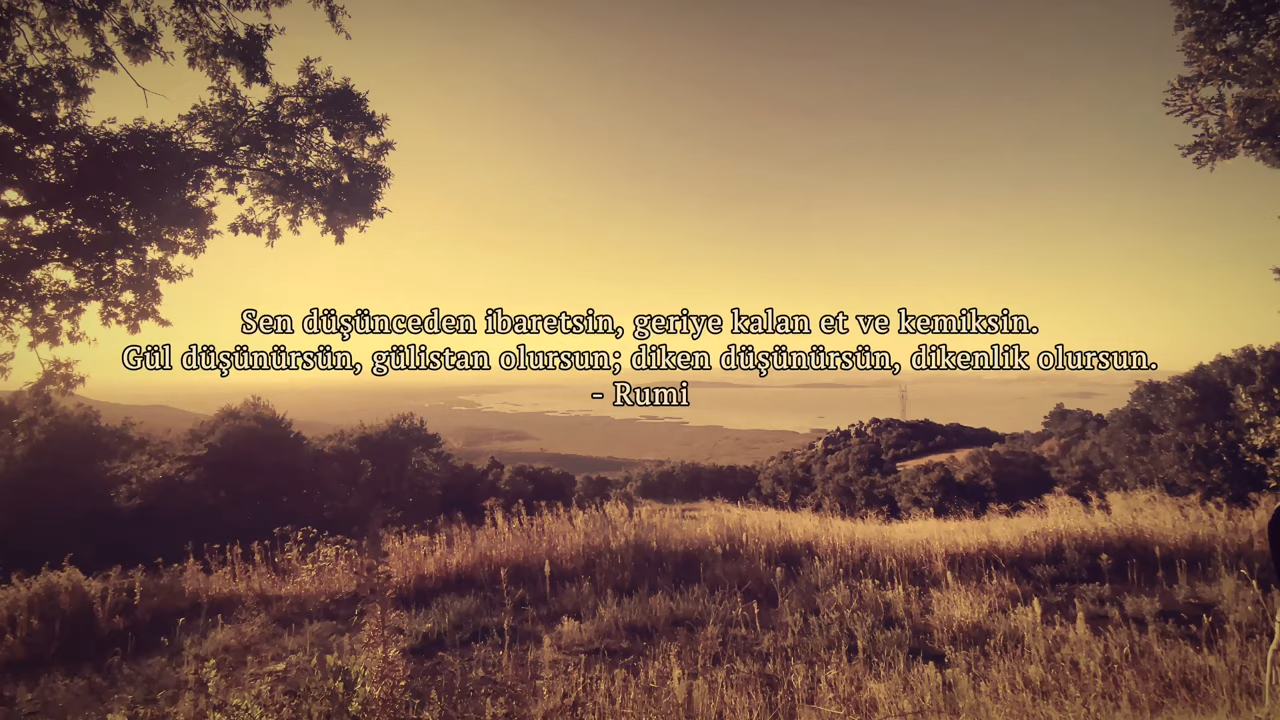 Sen düşünceden ibaretsin, geriye kalan et ve kemiksin.
Gül düşünürsün, gülistan olursun; diken düşünürsün, dikenlik olursun.
- Rumi